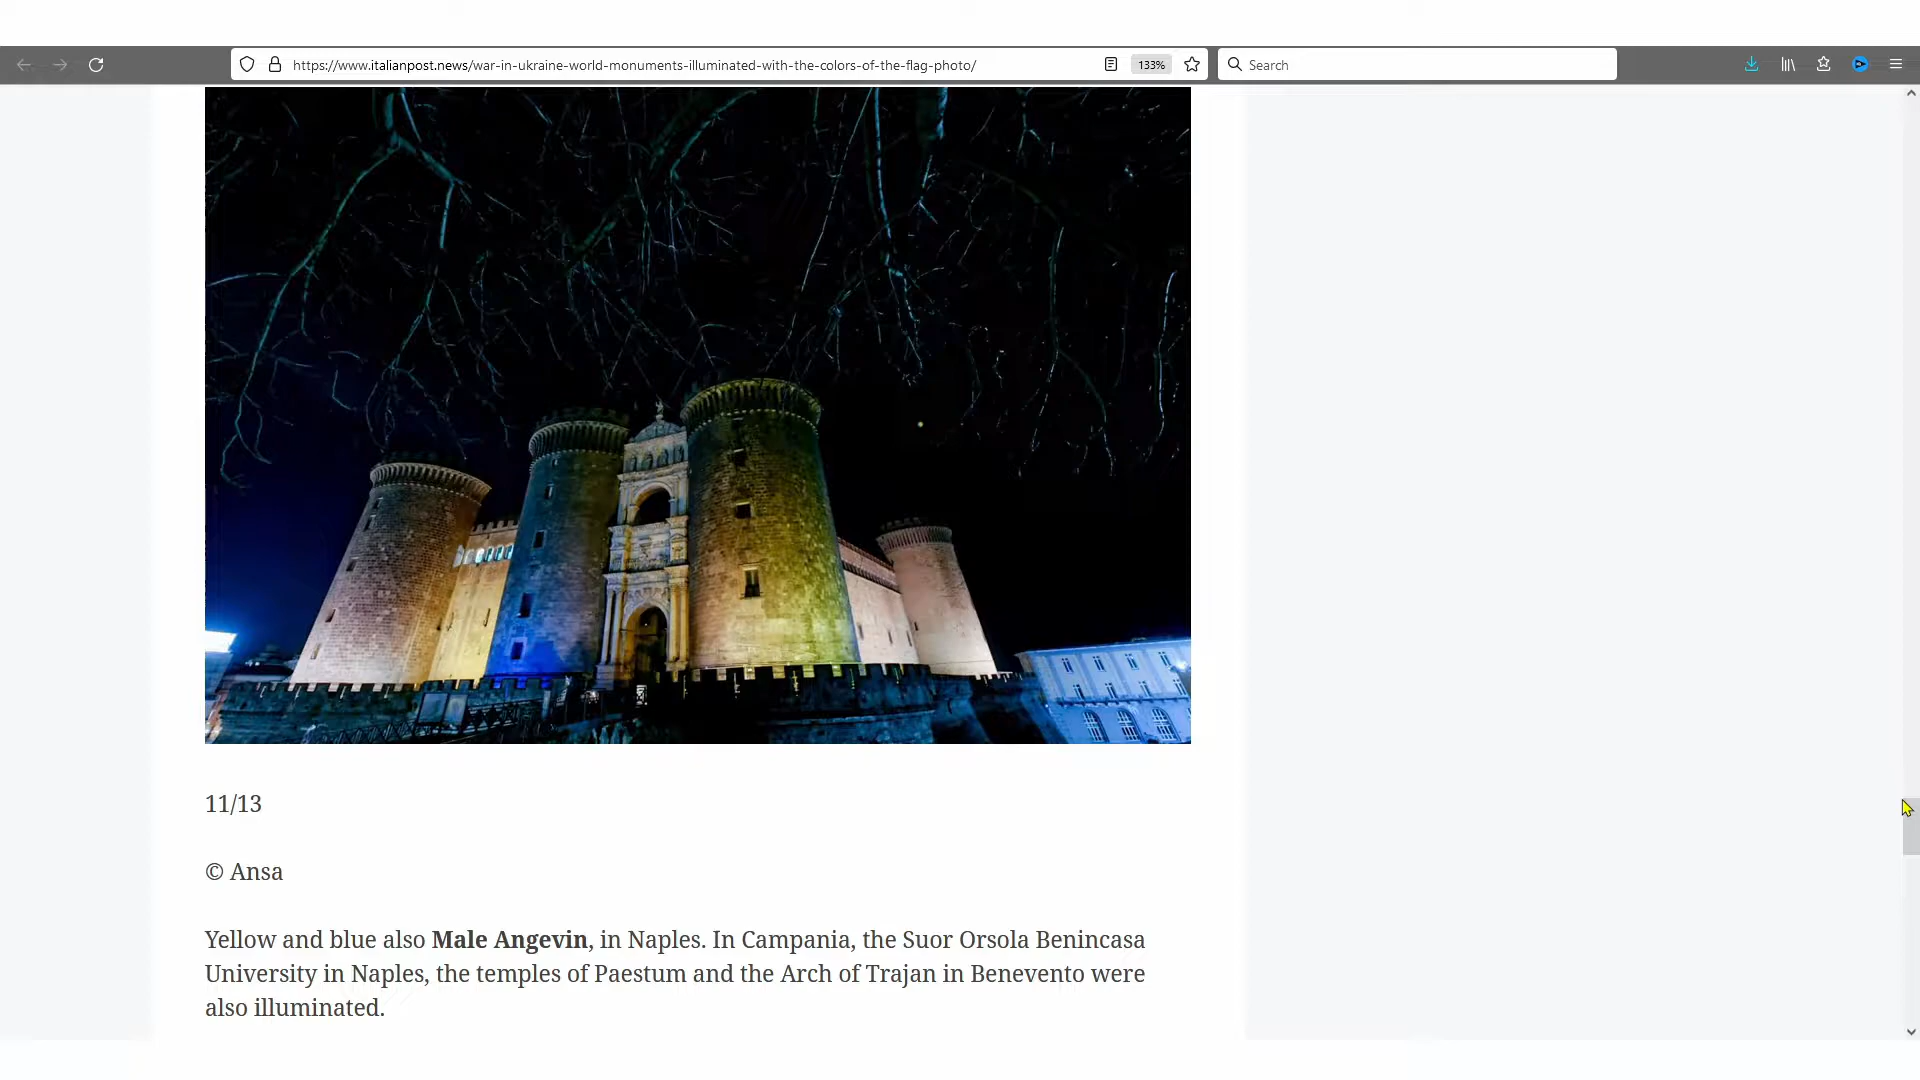 https://www.italianpost.news/war-in-ukraine-world-monuments-illuminated-with-the-colors-of-the-flag-photo/
133%
Search
11/13
© Ansa
Yellow and blue also Male Angevin, in Naples. In Campania, the Suor Orsola Benincasa
University in Naples, the temples of Paestum and the Arch of Trajan in Benevento were
also illuminated.